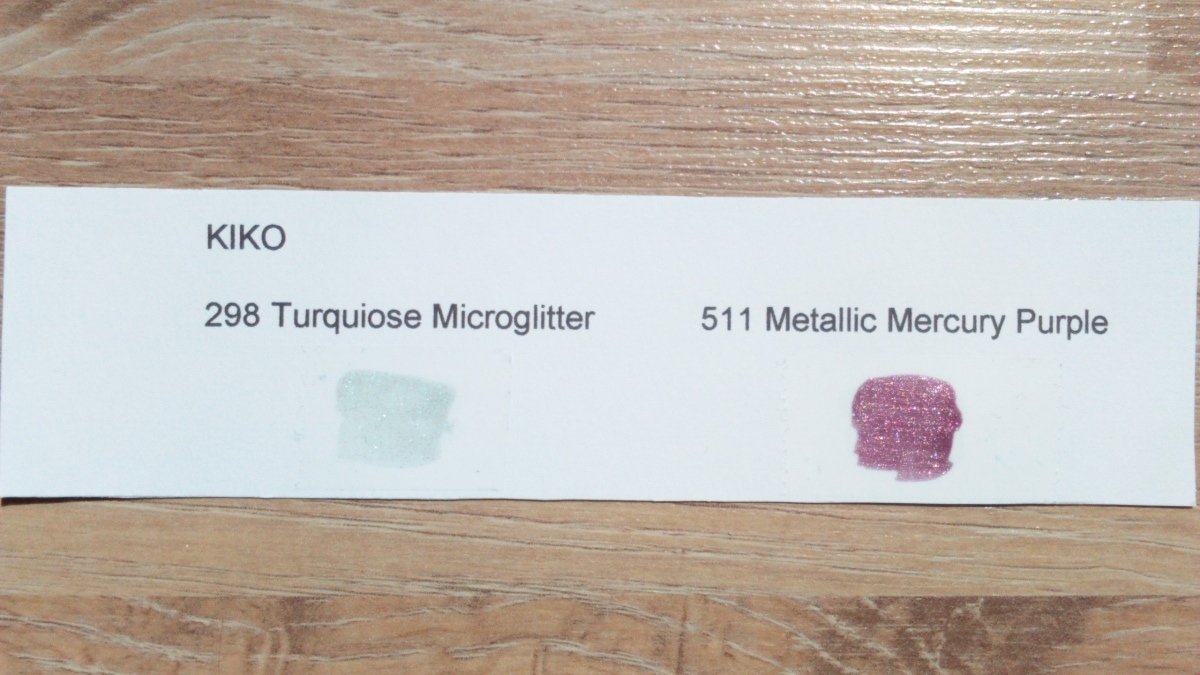 KIKO
298 Turquiose Microglitter 511 Metallic Mercury Purple